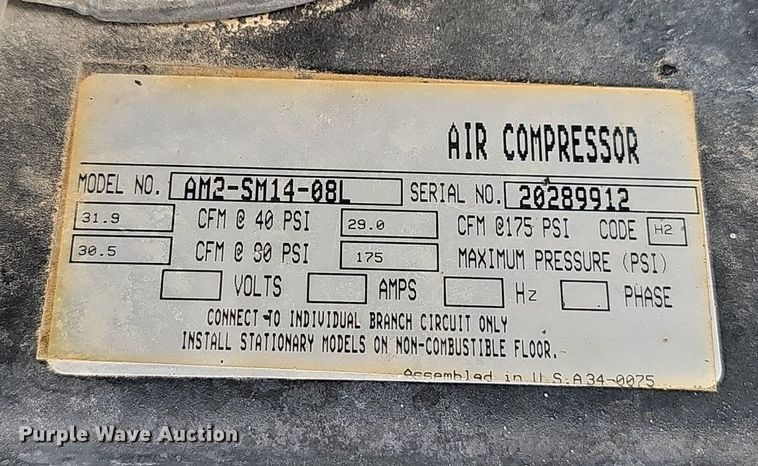 AIR COMPRESSOR
MODEL NO. AM2-SM14-08L SERIAL NO. 20289912
31.9 CFM @ 40 PSI 29.0 CFM @175 PSI CODE H2
30.5 CFM @ 90 PSI 175 MAXIMUM PRESSURE (PSI)
VOLTS AMPS Hz PHASE
CONNECT TO INDIVIDUAL BRANCH CIRCUIT ONLY
INSTALL STATIONARY MODELS ON NON-COMBUSTIBLE FLOOR.
Assembled in U.S.A 34-0075
Purple Wave Auction